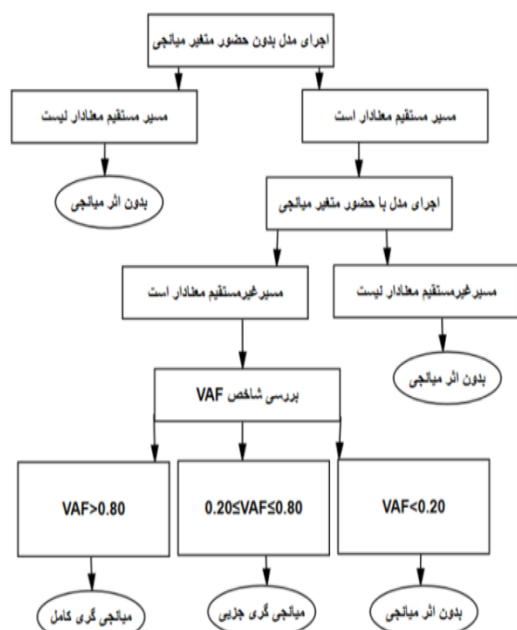 اجرای مدل بدون حضور متغیر میانجی
مسیر مستقیم معنادار است
مسیر مستقیم معنادار نیست
بدون اثر میانجی
اجرای مدل با حضور متغیر میانجی
مسیرغیرمستقیم معنادار نیست
مسیرغیرمستقیم معنادار است
بدون اثر میانجی
بررسی شاخص VAF
VAF<0.20
0.20≤VAF≤0.80
VAF>0.80
بدون اثر میانجی
میانجی گری جزیی
میانجی گری کامل